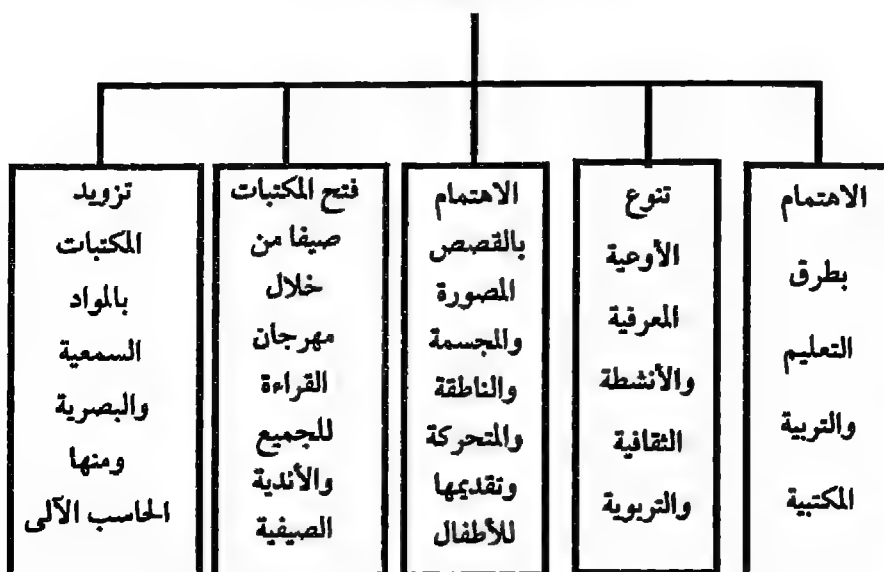 الاهتمام
بطرق
التعليم
والتربية
المكتبية
تنوع
الأوعية
المعرفية
والأنشطة
الثقافية
والتربوية
الاهتمام
بالقصص
المصورة
والمجسمة
والناطقة
والمتحركة
وتقديمها
للأطفال
فتح المكتبات
صيفا من
خلال
مهرجان
القراءة
للجميع
والأندية
الصيفية
تزويد
المكتبات
بالمواد
السمعية
والبصرية
ومنها
الحاسب الآلى